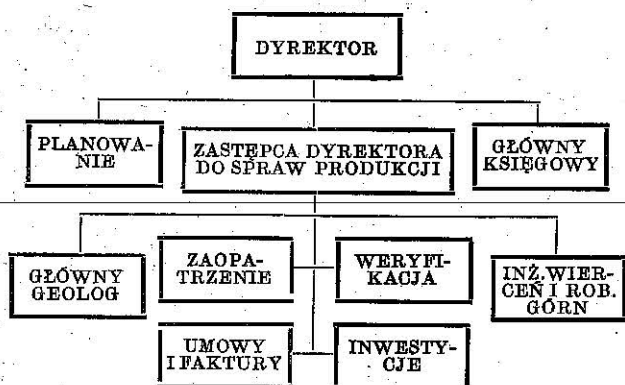 DYREKTOR
PLANOWA-
NIE
ZASTĘPCA DYREKTORA
DO SPRAW PRODUKCJI
GŁÓWNY
KSIĘGOWY
GŁÓWNY
GEOLOG
ZAOPA-
TRZENIE
WERYFI-
KACJA
INŻ. WIER-
CEŃ I ROB.
GÓRN
UMOWY
I FAKTURY
INWESTY-
CJE